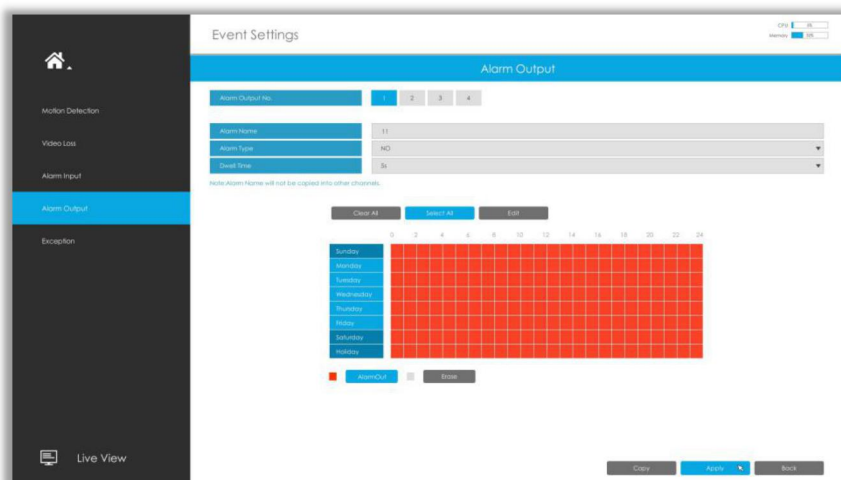 Event Settings
CPU
Memory
Alarm Output
Alarm Output No. 1 2 3 4
Motion Detection
Alarm Name 11
Video Loss
Alarm Type NO
Dwell Time 5s
Alarm Input
Note:Alarm Name will not be copied into other channels.
Alarm Output
Clear All Select All Edit
Exception
0 2 4 6 8 10 12 14 16 18 20 22 24
Sunday
Monday
Tuesday
Wednesday
Thursday
Friday
Saturday
Holiday
AlarmOut Erase
Live View
Copy Apply Back